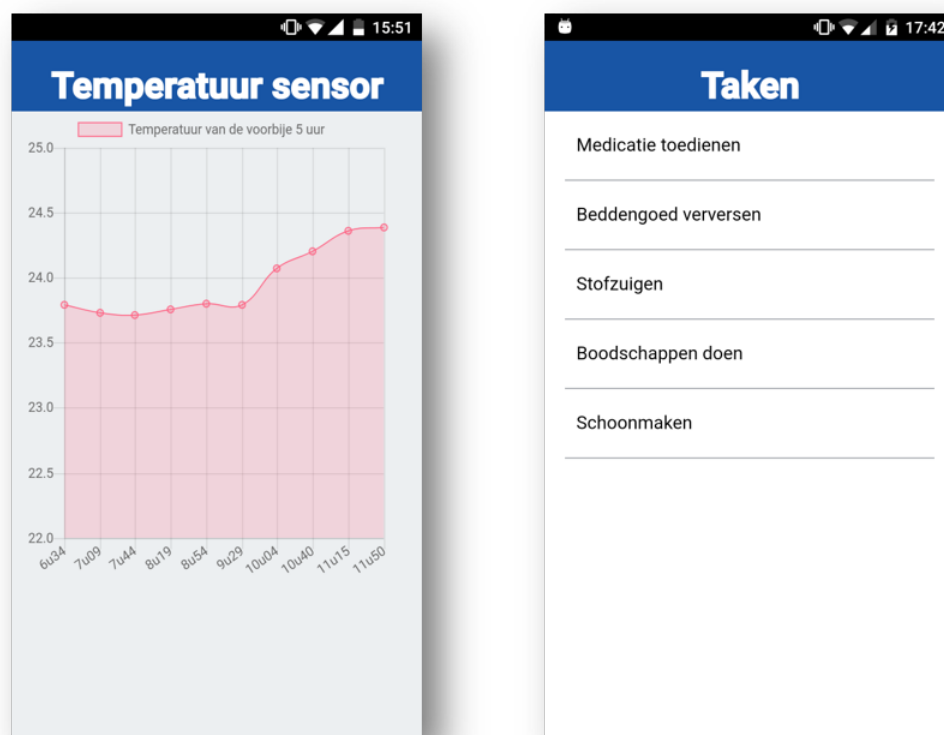 15:51
Temperatuur sensor
Temperatuur van de voorbije 5 uur
25.0
24.5
24.0
23.5
23.0
22.5
22.0
6u34 7u09 7u44 8u19 8u54 9u29 10u04 10u40 11u15 11u50
17:42
Taken
Medicatie toedienen
Beddengoed verversen
Stofzuigen
Boodschappen doen
Schoonmaken